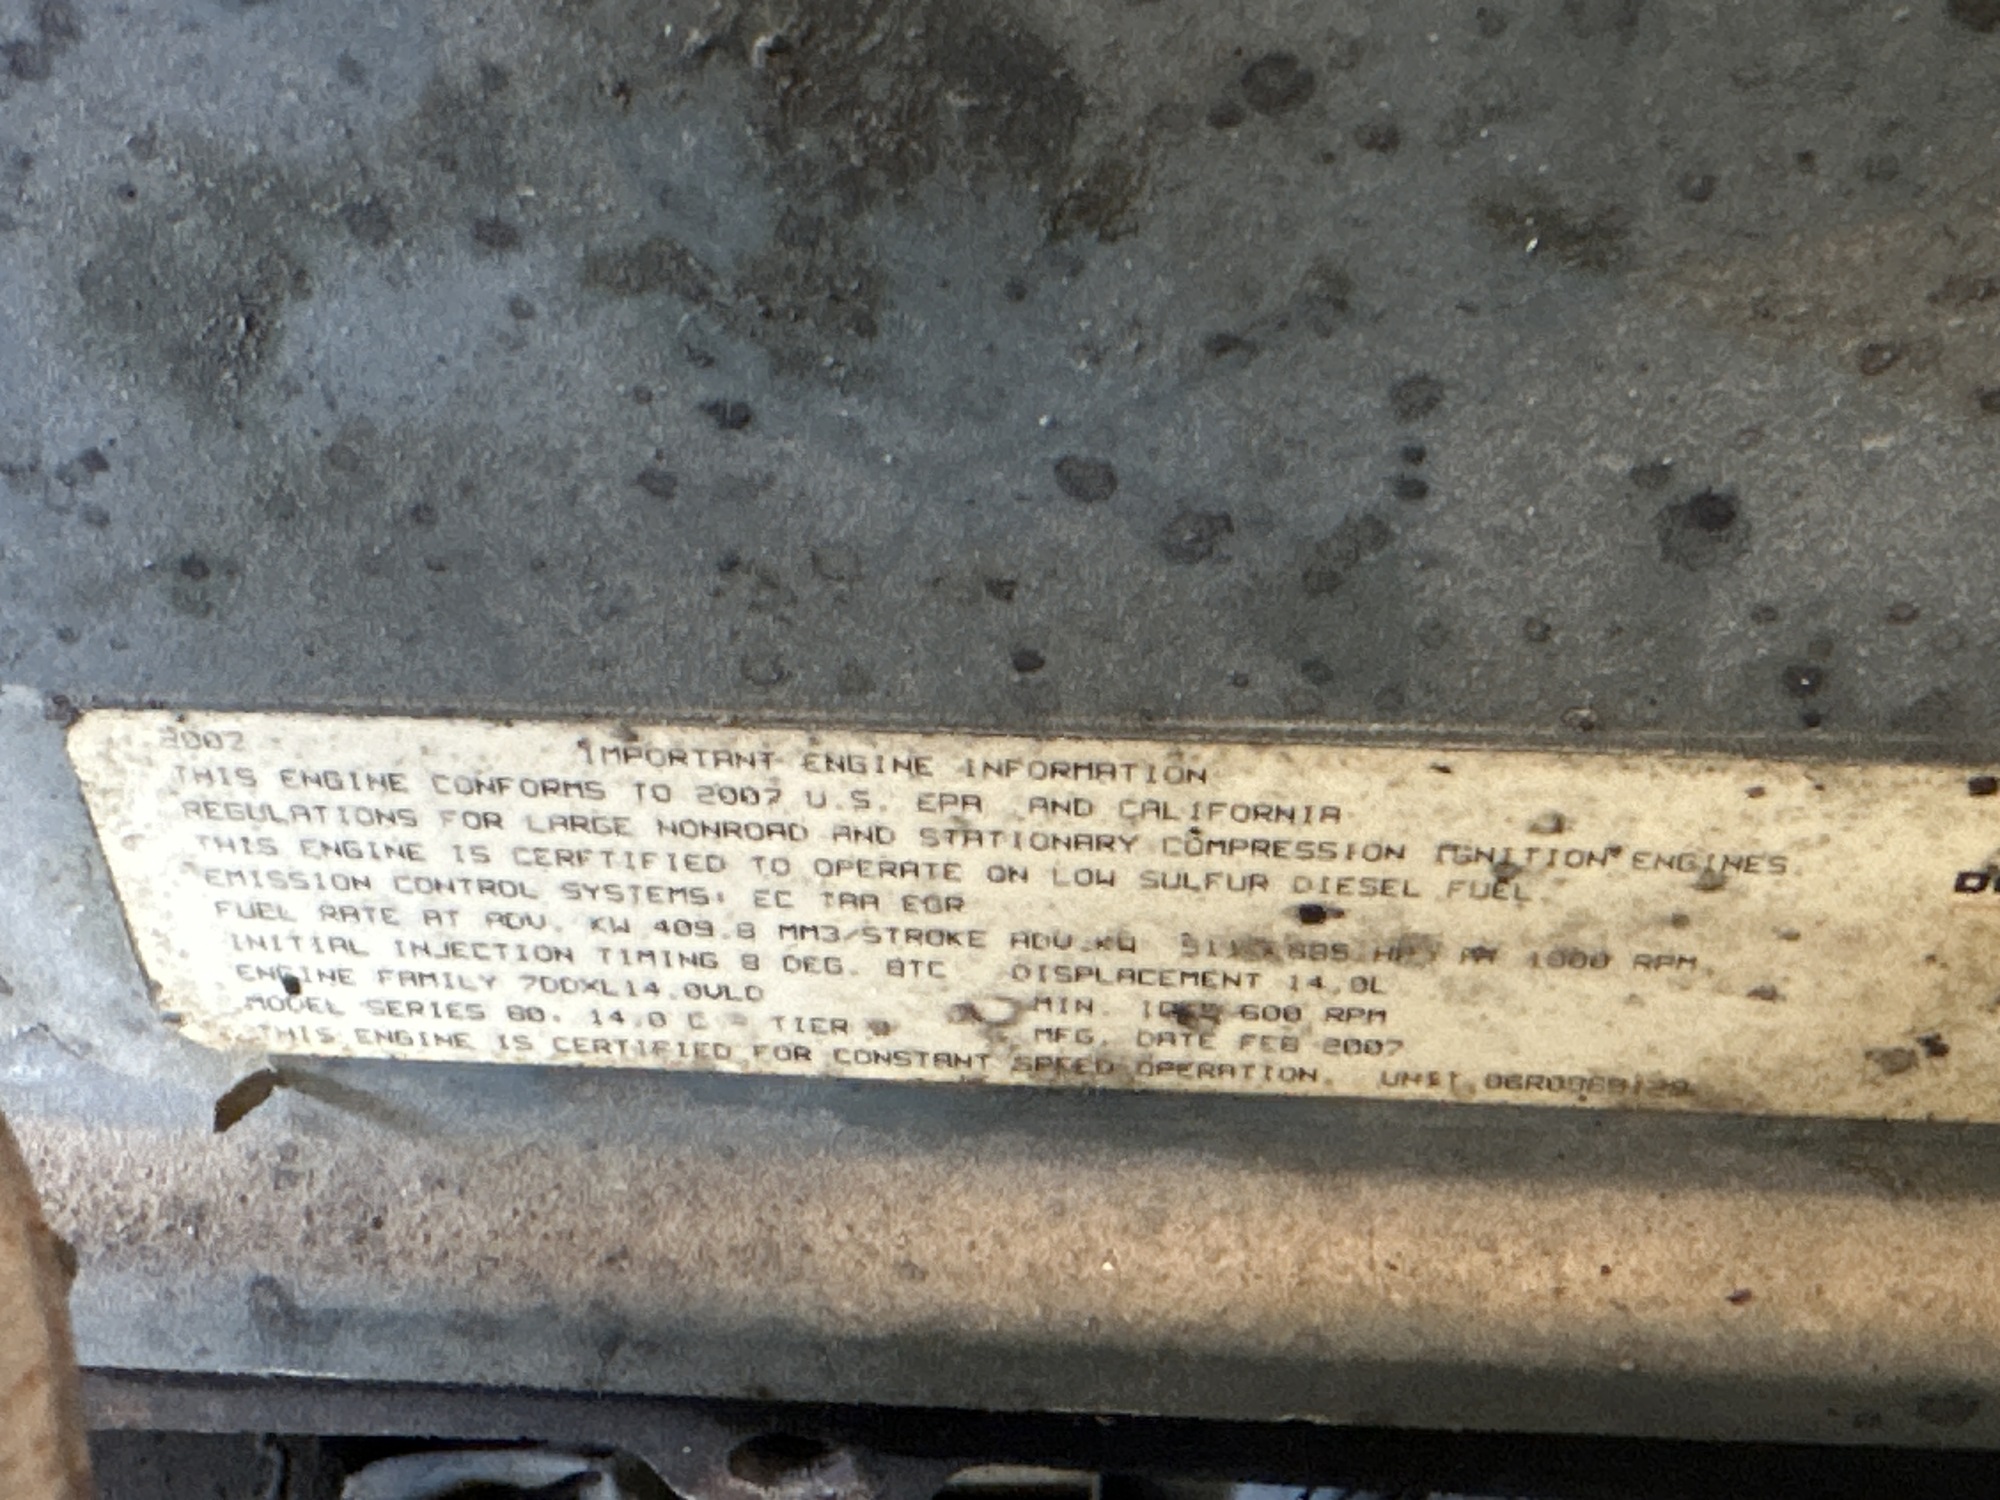 2007
IMPORTANT ENGINE INFORMATION
THIS ENGINE CONFORMS TO 2007 U.S. EPA AND CALIFORNIA
REGULATIONS FOR LARGE NONROAD AND STATIONARY COMPRESSION IGNITION ENGINES.
THIS ENGINE IS CERFTIFIED TO OPERATE ON LOW SULFUR DIESEL FUEL.
EMISSION CONTROL SYSTEMS: EC TAA EGR
FUEL RATE AT ADV. KW 409.8 MM3/STROKE ADV.KW HP RPM.
INITIAL INJECTION TIMING 8 DEG. BTC DISPLACEMENT 14.0L
ENGINE FAMILY 7DDXL14.0VLD MIN. IDLE 600 RPM
MODEL SERIES 60, 14.0 TIER MFG. DATE FEB 2007
THIS ENGINE IS CERTIFIED FOR CONSTANT SPEED OPERATION. UNIT